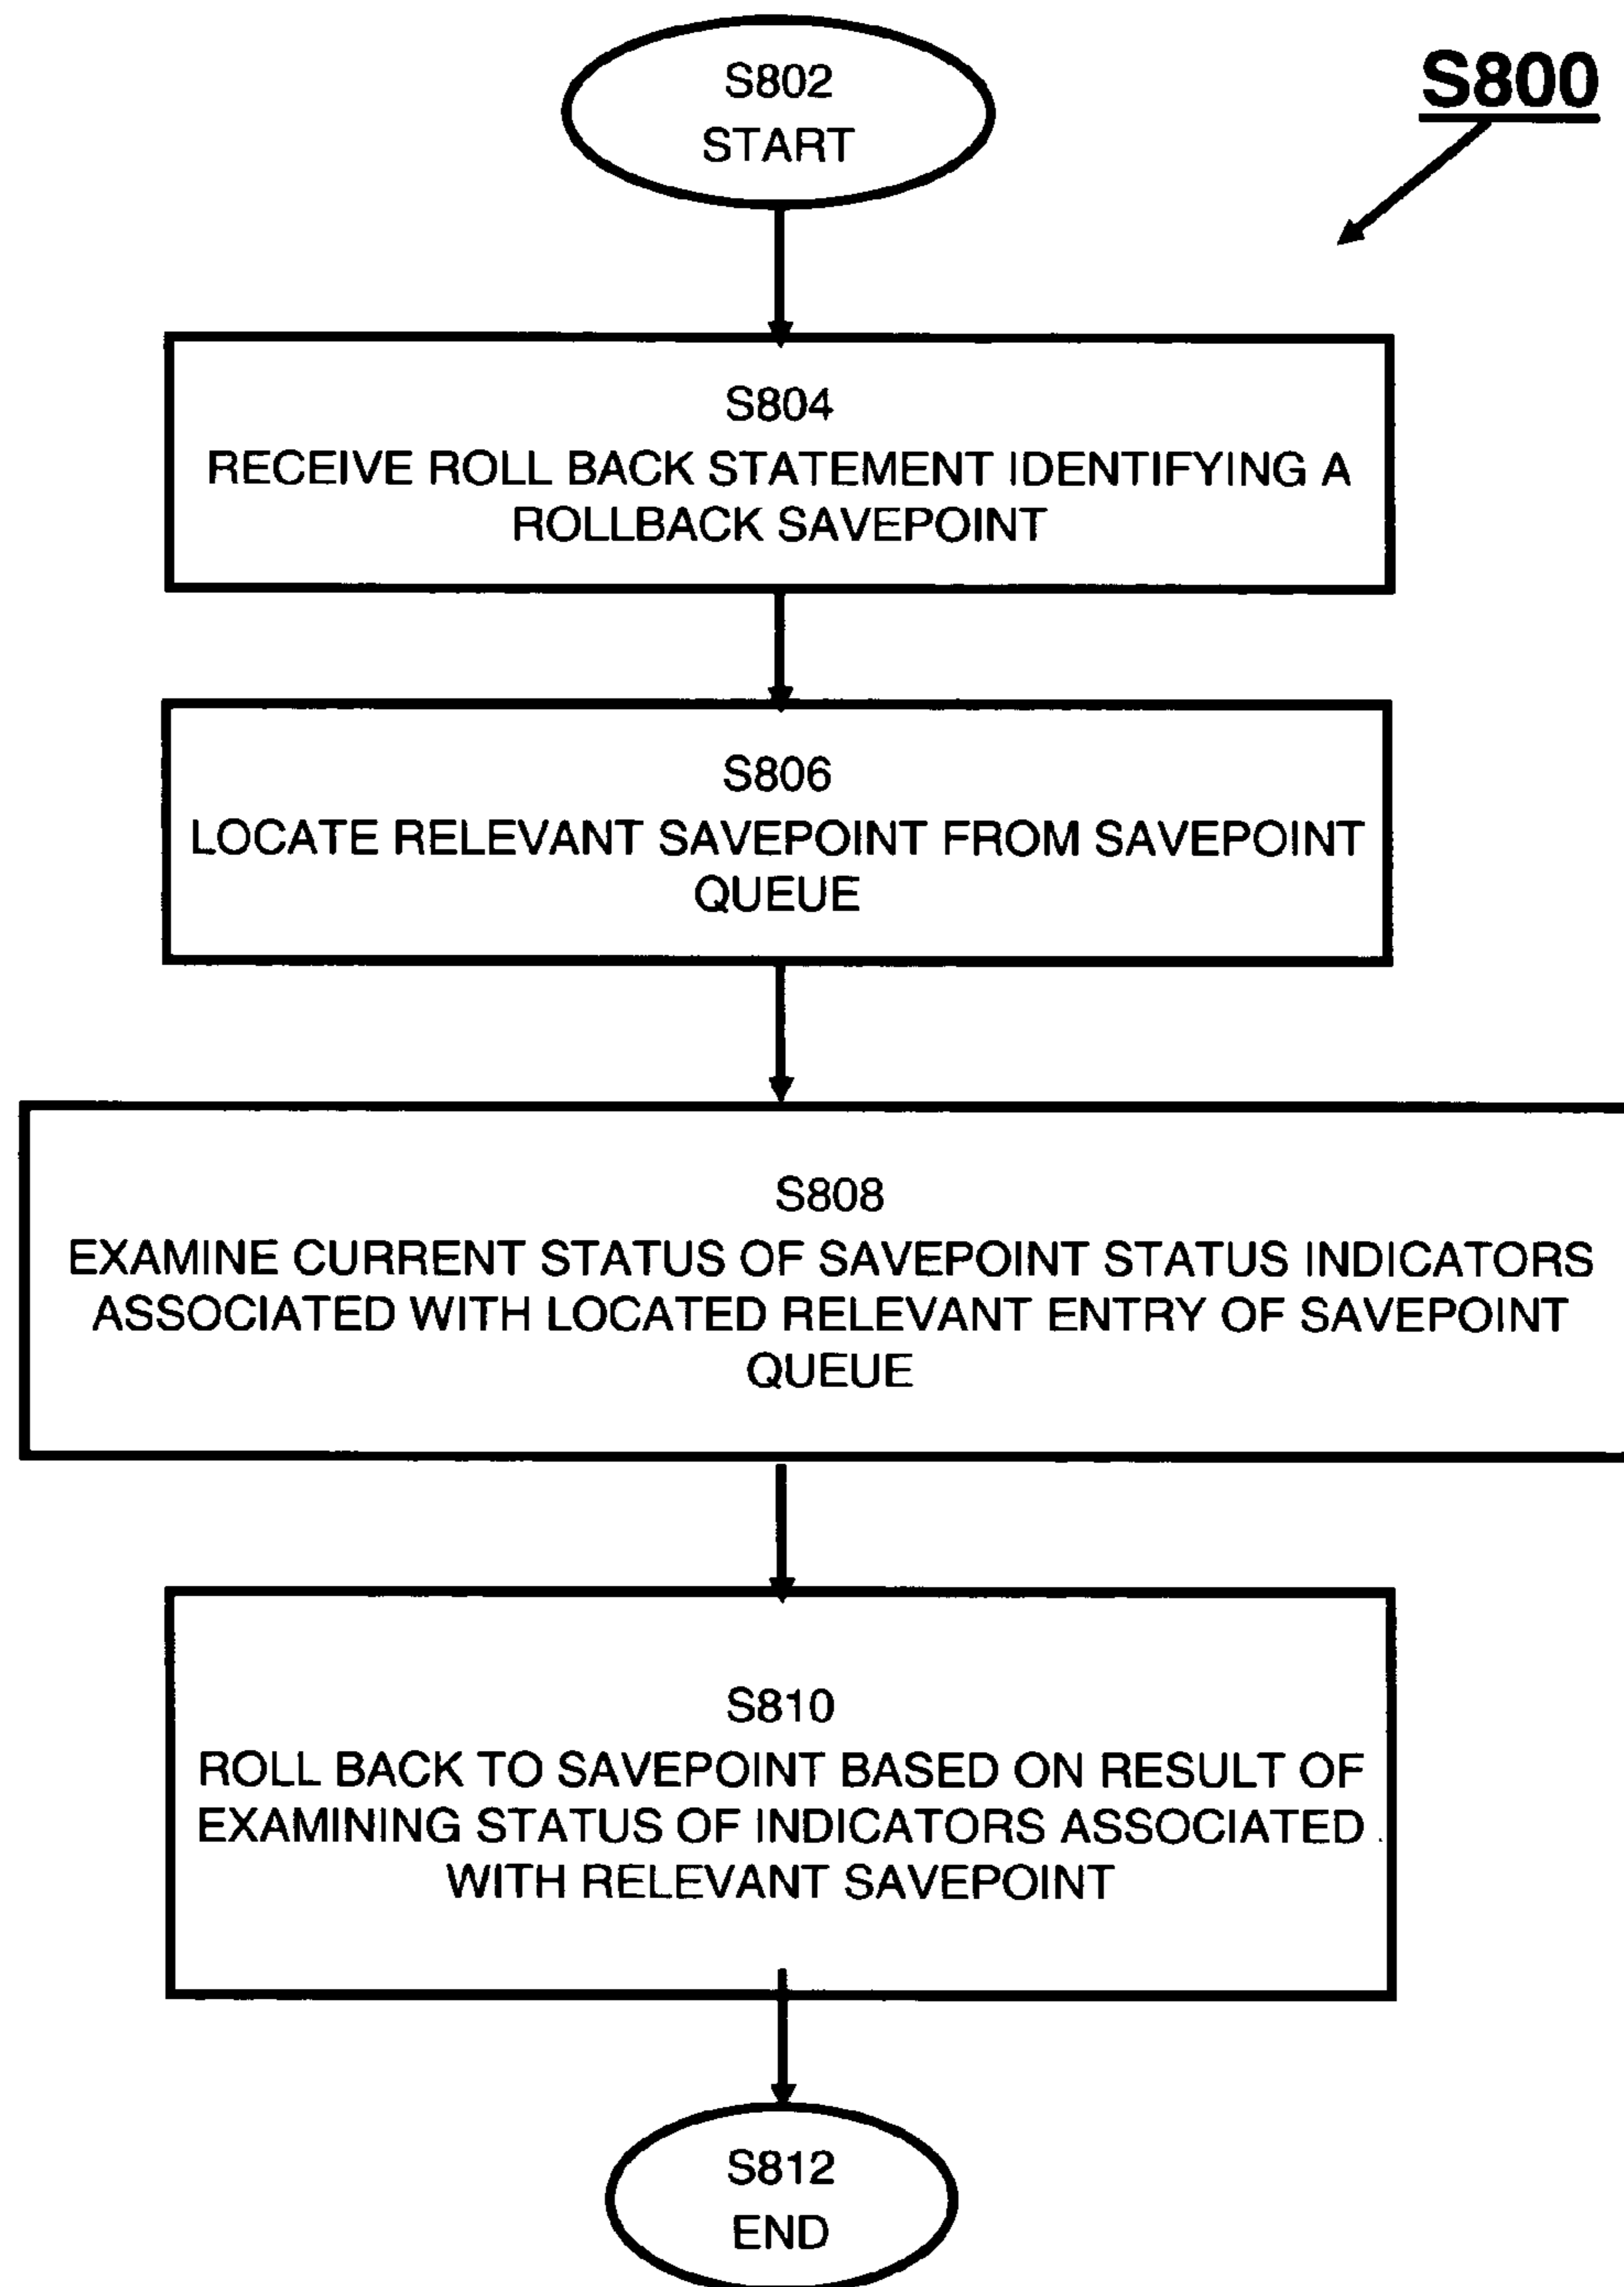 S802
START
S800
S804
RECEIVE ROLL BACK STATEMENT IDENTIFYING A
ROLLBACK SAVEPOINT
S806
LOCATE RELEVANT SAVEPOINT FROM SAVEPOINT
QUEUE
S808
EXAMINE CURRENT STATUS OF SAVEPOINT STATUS INDICATORS
ASSOCIATED WITH LOCATED RELEVANT ENTRY OF SAVEPOINT
QUEUE
S810
ROLL BACK TO SAVEPOINT BASED ON RESULT OF
EXAMINING STATUS OF INDICATORS ASSOCIATED
WITH RELEVANT SAVEPOINT
S812
END